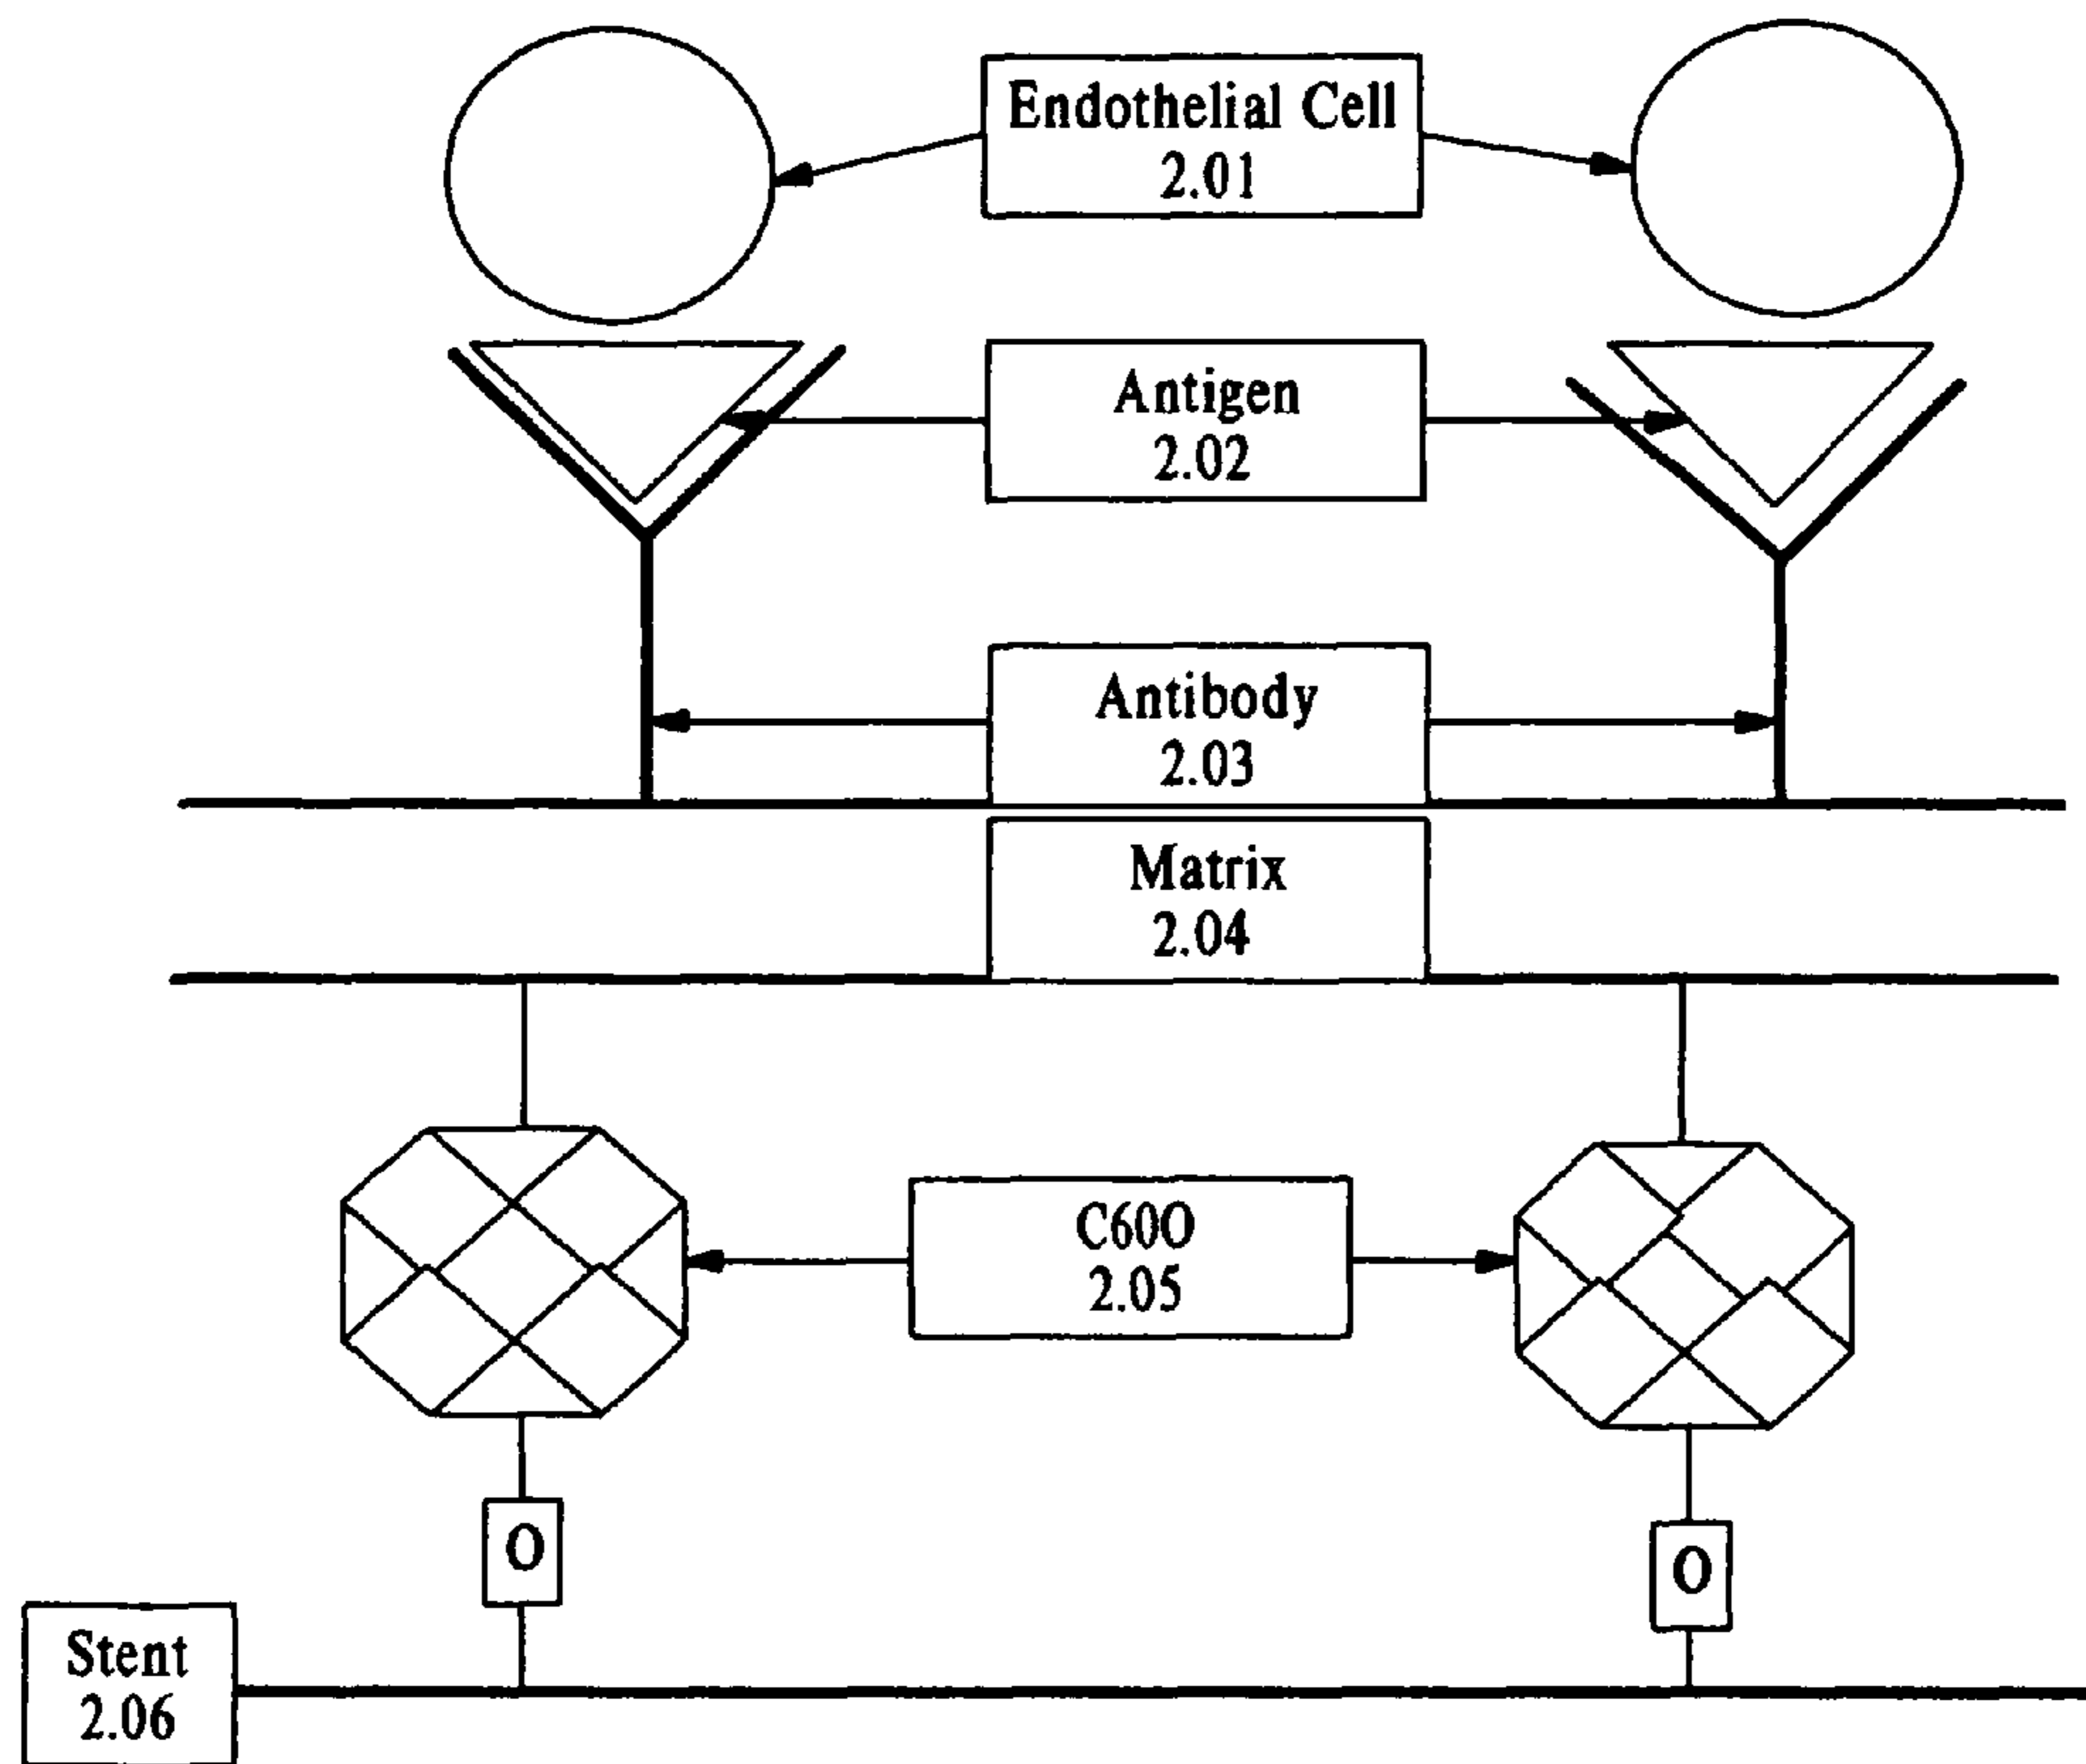 Endothelial Cell
2.01
Antigen
2.02
Antibody
2.03
Matrix
2.04
C60O
2.05
O
O
Stent
2.06